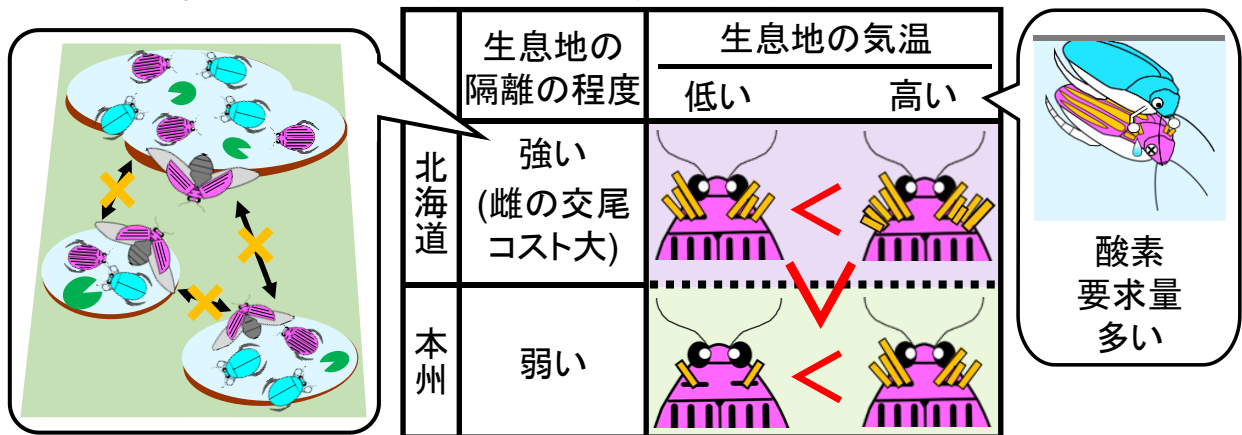 生息地の
隔離の程度
生息地の気温
低い
高い
北海道
強い
(雌の交尾
コスト大)
本州
弱い
酸素
要求量
多い